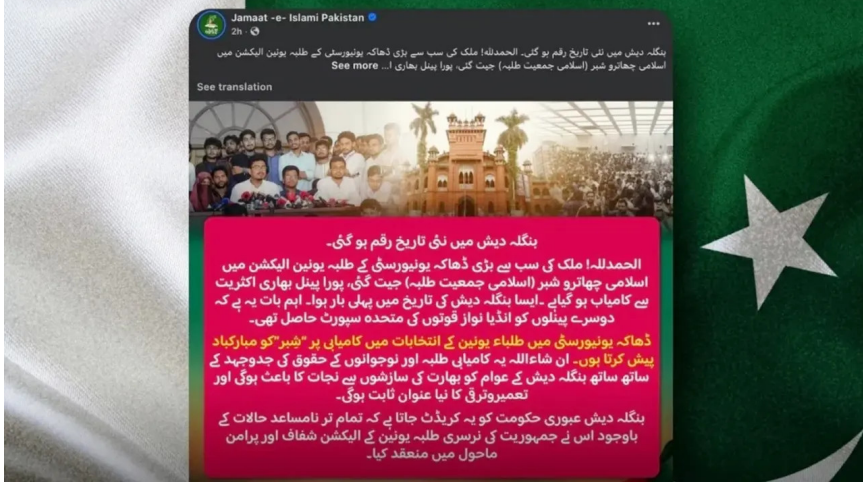 Jamaat -e- Islami Pakistan
2h
بنگلہ دیش میں نئی تاریخ رقم ہو گئی۔ الحمدللہ! ملک کی سب سے بڑی ڈھاکہ یونیورسٹی کے طلبہ یونین الیکشن میں
اسلامی چھاترو شبر (اسلامی جمعیت طلبہ) جیت گئی، پورا پینل بھاری ا... See more
See translation
بنگلہ دیش میں نئی تاریخ رقم ہو گئی۔
الحمدللہ! ملک کی سب سے بڑی ڈھاکہ یونیورسٹی کے طلبہ یونین الیکشن میں
اسلامی چھاترو شبر (اسلامی جمعیت طلبہ) جیت گئی، پورا پینل بھاری اکثریت
سے کامیاب ہو گیاہے ۔ایسا بنگلہ دیش کی تاریخ میں پہلی بار ہوا۔ اہم بات یہ ہے کہ
دوسرے پینلوں کو انڈیا نواز قوتوں کی متحدہ سپورٹ حاصل تھی۔
ڈھاکہ یونیورسٹی میں طلباء یونین کے انتخابات میں کامیابی پر "شِبر"کو مبارکباد
پیش کرتا ہوں۔ ان شاءاللہ یہ کامیابی طلبہ اور نوجوانوں کے حقوق کی جدوجہد کے
ساتھ ساتھ بنگلہ دیش کے عوام کو بھارت کی سازشوں سے نجات کا باعث ہوگی اور
تعمیروترقی کا نیا عنوان ثابت ہوگی۔
بنگلہ دیش عبوری حکومت کو یہ کریڈٹ جاتا ہے کہ تمام تر نامساعد حالات کے
باوجود اس نے جمہوریت کی نرسری طلبہ یونین کے الیکشن شفاف اور پرامن
ماحول میں منعقد کیا۔